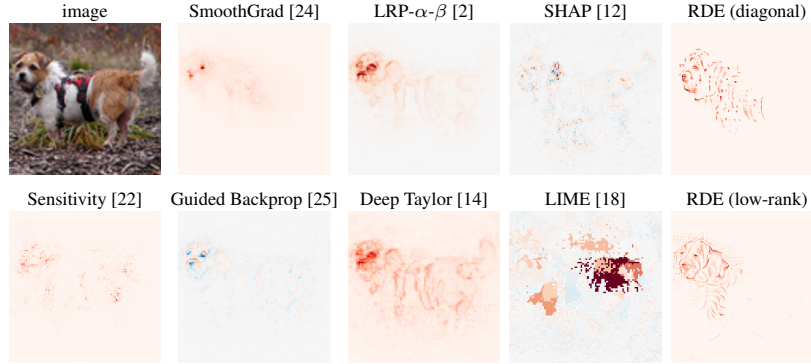 image SmoothGrad [24] LRP-α-β [2] SHAP [12] RDE (diagonal)
Sensitivity [22] Guided Backprop [25] Deep Taylor [14] LIME [18] RDE (low-rank)